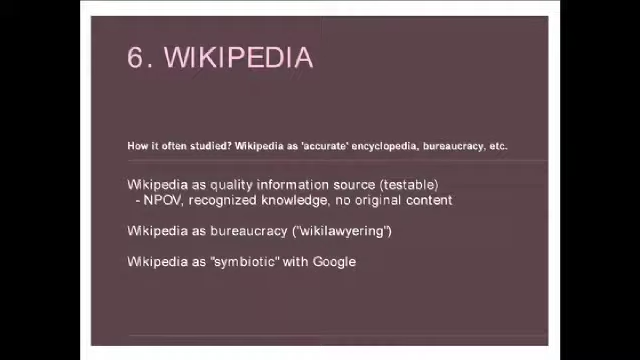 6. WIKIPEDIA
How it often studied? Wikipedia as 'accurate' encyclopedia, bureaucracy, etc.
Wikipedia as quality information source (testable)
- NPOV, recognized knowledge, no original content
Wikipedia as bureaucracy ("wikilawyering")
Wikipedia as "symbiotic" with Google